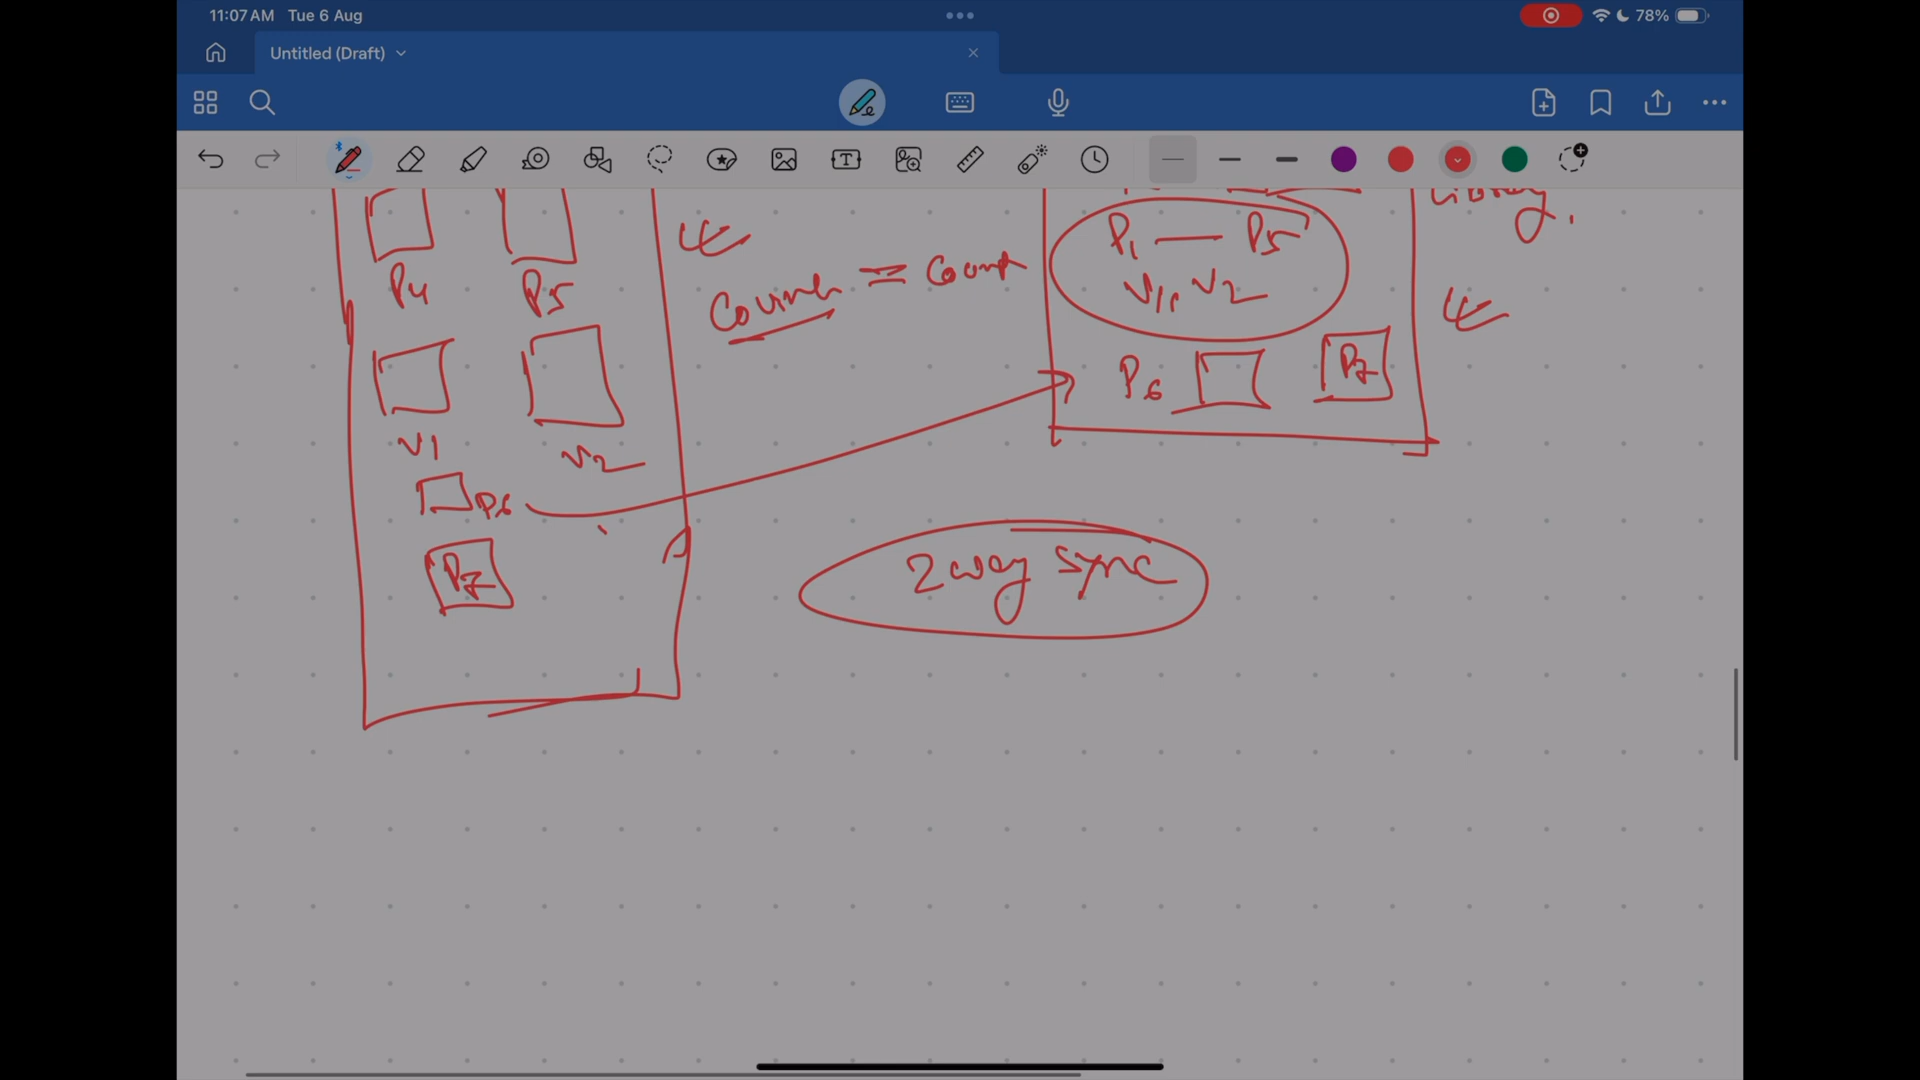 11:07 AM Tue 6 Aug
78%
Untitled (Draft)
T
Library.
P1 — P5
V1, V2
P4 P5
= Count
P6 P7
V1 V2
P6
P7
2 way sync